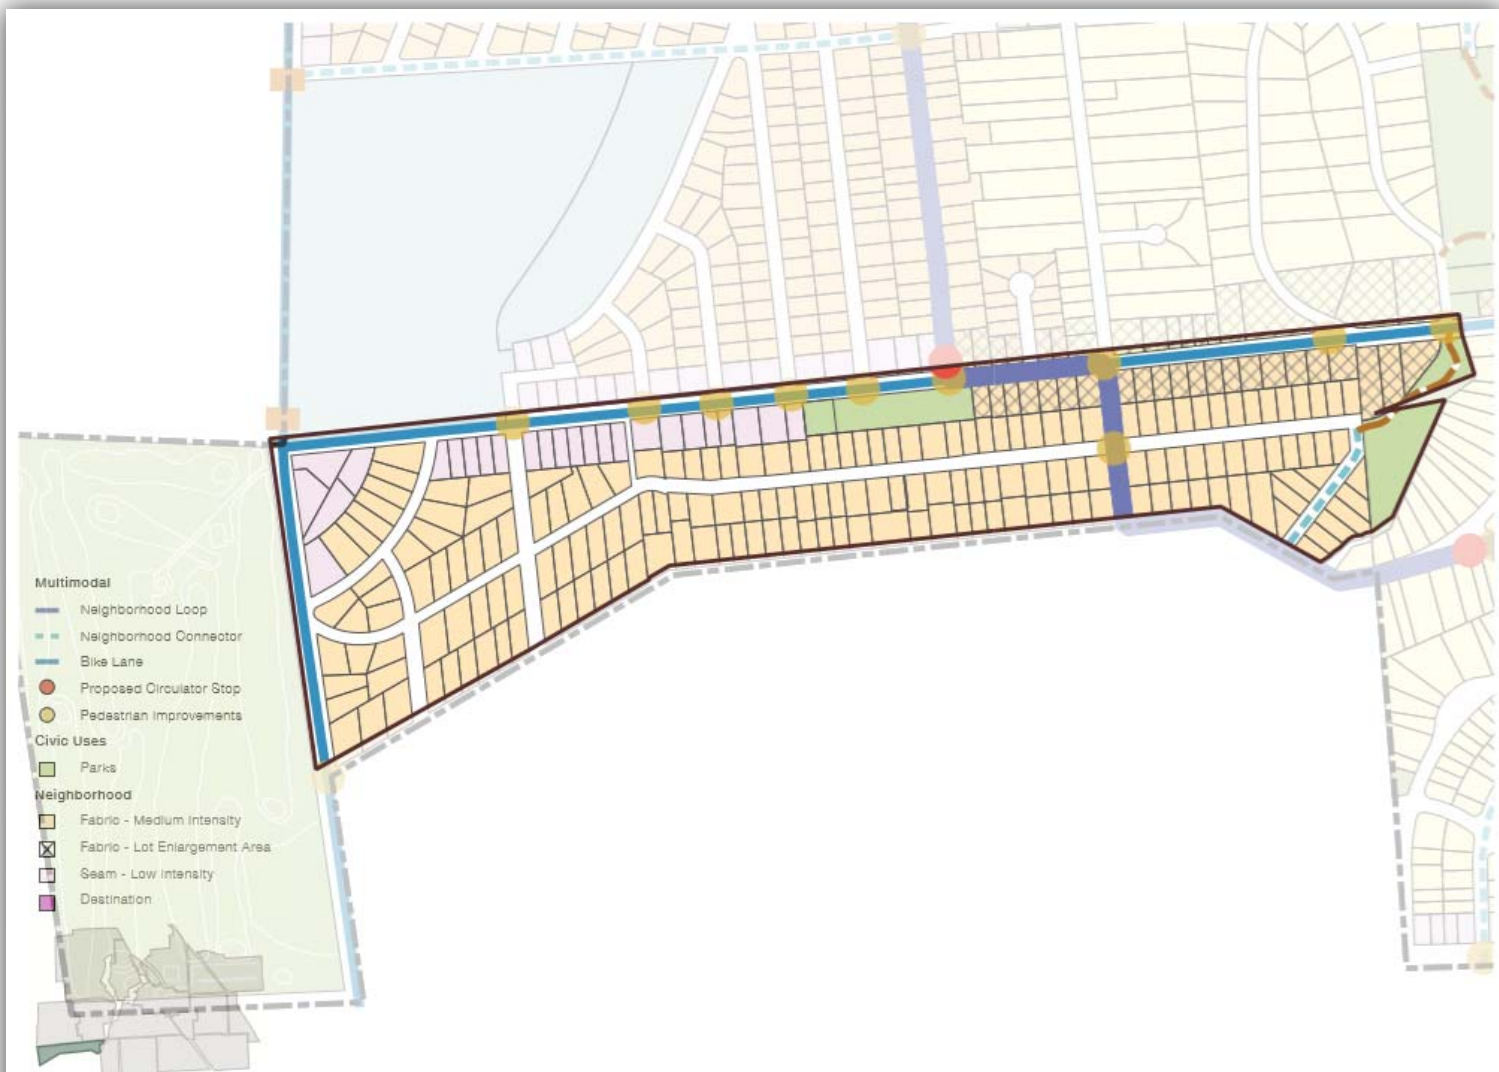 Multimodal
Neighborhood Loop
Neighborhood Connector
Bike Lane
Proposed Circulator Stop
Pedestrian Improvements
Civic Uses
Parks
Neighborhood
Fabric - Medium Intensity
Fabric - Lot Enlargement Area
Seam - Low Intensity
Destination